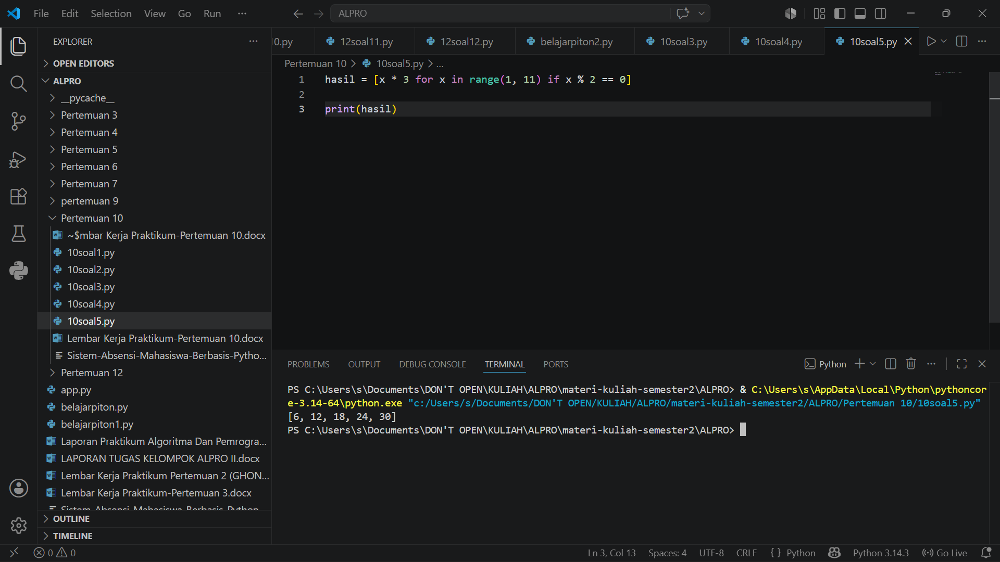 File Edit Selection View Go Run ···
ALPRO
EXPLORER
10.py 12soal11.py 12soal12.py belajarpiton2.py 10soal3.py 10soal4.py 10soal5.py
OPEN EDITORS
ALPRO
__pycache__
Pertemuan 3
Pertemuan 4
Pertemuan 5
Pertemuan 6
Pertemuan 7
pertemuan 9
Pertemuan 10
~$mbar Kerja Praktikum-Pertemuan 10.docx
10soal1.py
10soal2.py
10soal3.py
10soal4.py
10soal5.py
Lembar Kerja Praktikum-Pertemuan 10.docx
Sistem-Absensi-Mahasiswa-Berbasis-Pytho...
Pertemuan 12
app.py
belajarpiton.py
belajarpiton1.py
Laporan Praktikum Algoritma Dan Pemrogra...
LAPORAN TUGAS KELOMPOK ALPRO II.docx
Lembar Kerja Praktikum Pertemuan 2 (GHON...
Lembar Kerja Praktikum-Pertemuan 3.docx
Sistem-Absensi-Mahasiswa-Berbasis-Python
OUTLINE
TIMELINE
Pertemuan 10 > 10soal5.py > ...
1 hasil = [x * 3 for x in range(1, 11) if x % 2 == 0]
2
3 print(hasil)
PROBLEMS OUTPUT DEBUG CONSOLE TERMINAL PORTS
Python
PS C:\Users\s\Documents\DON'T OPEN\KULIAH\ALPRO\materi-kuliah-semester2\ALPRO> & C:\Users\s\AppData\Local\Python\pythoncor
e-3.14-64\python.exe "c:/Users/s/Documents/DON'T OPEN/KULIAH/ALPRO/materi-kuliah-semester2/ALPRO/Pertemuan 10/10soal5.py"
[6, 12, 18, 24, 30]
PS C:\Users\s\Documents\DON'T OPEN\KULIAH\ALPRO\materi-kuliah-semester2\ALPRO>
0 0
Ln 3, Col 13 Spaces: 4 UTF-8 CRLF { } Python Python 3.14.3 Go Live